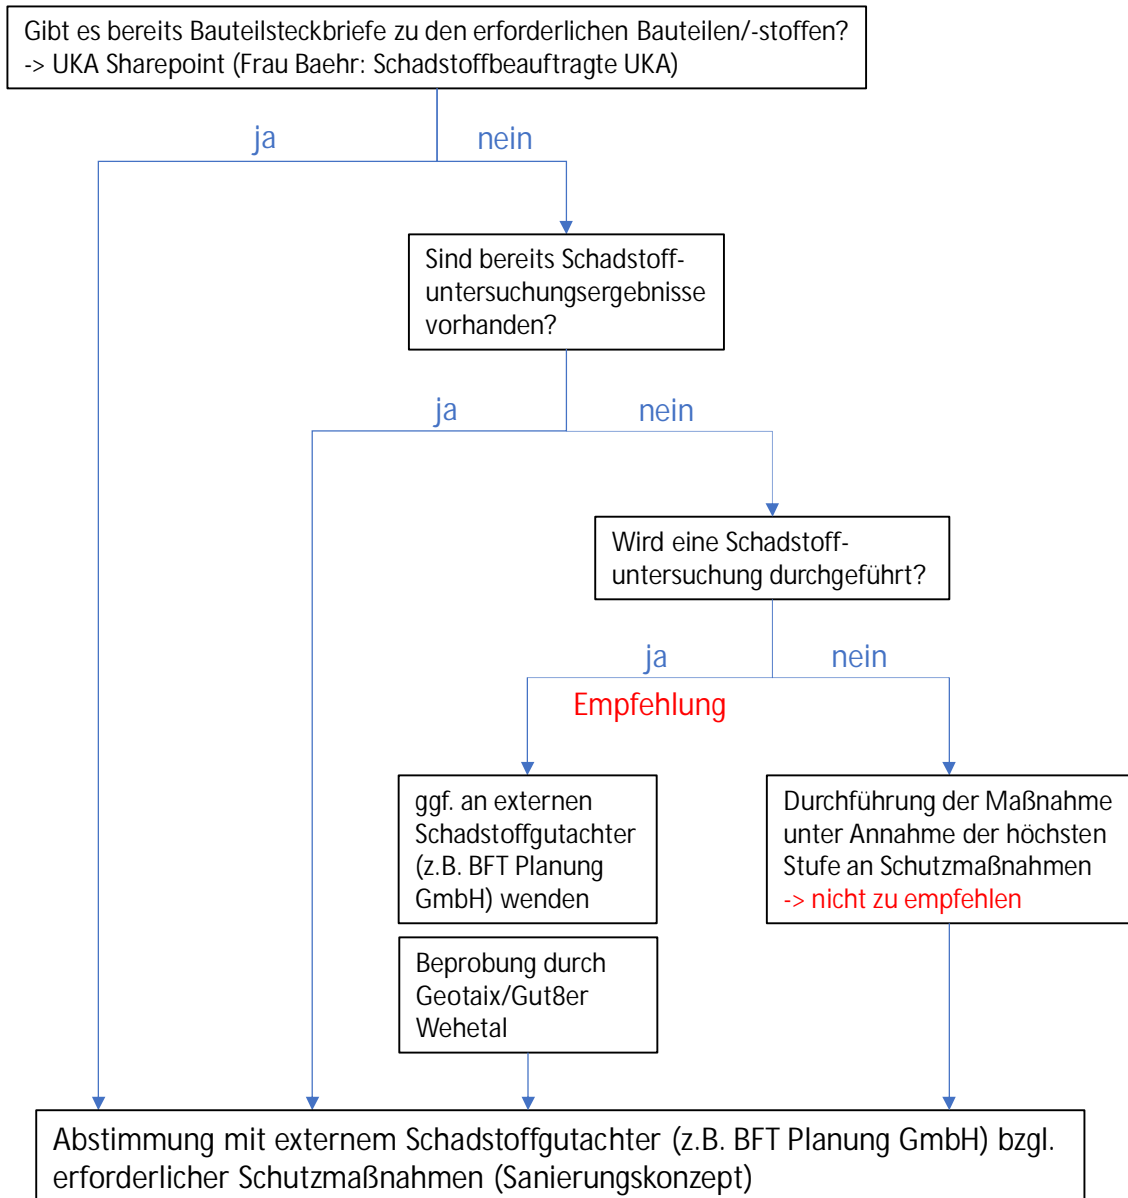 Gibt es bereits Bauteilsteckbriefe zu den erforderlichen Bauteilen/-stoffen?
-> UKA Sharepoint (Frau Baehr: Schadstoffbeauftragte UKA)
ja
nein
Sind bereits Schadstoff-
untersuchungsergebnisse
vorhanden?
ja
nein
Wird eine Schadstoff-
untersuchung durchgeführt?
ja
nein
Empfehlung
ggf. an externen
Schadstoffgutachter
(z.B. BFT Planung
GmbH) wenden
Durchführung der Maßnahme
unter Annahme der höchsten
Stufe an Schutzmaßnahmen
-> nicht zu empfehlen
Beprobung durch
Geotaix/Gut8er
Wehetal
Abstimmung mit externem Schadstoffgutachter (z.B. BFT Planung GmbH) bzgl.
erforderlicher Schutzmaßnahmen (Sanierungskonzept)